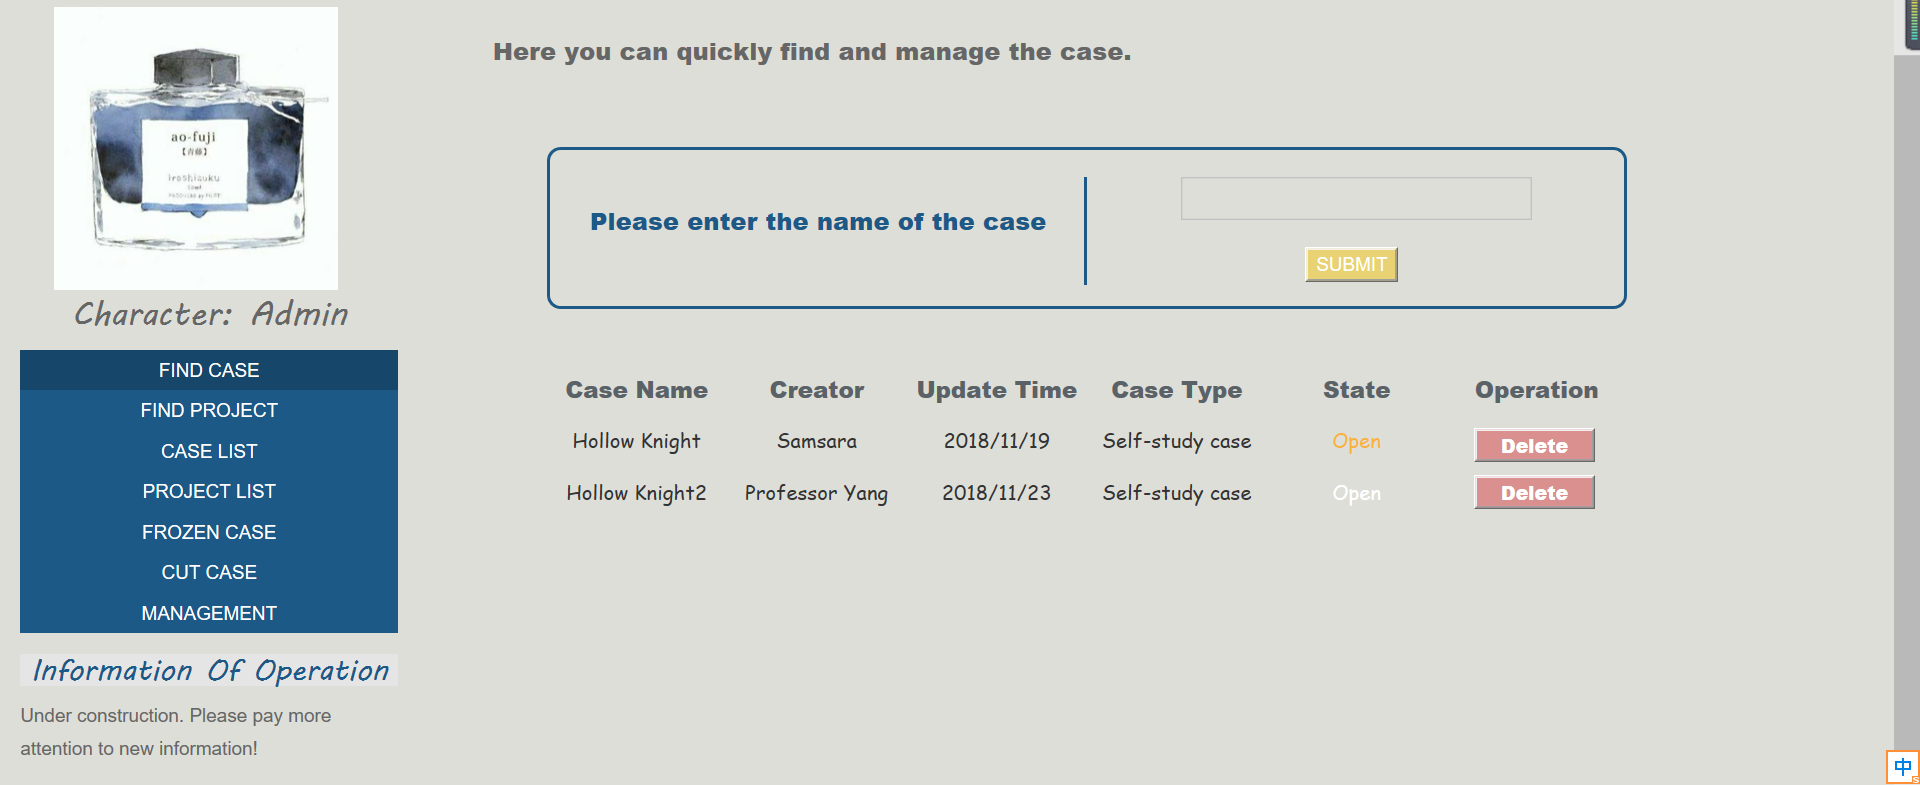 ao-fuji
【青藤】
iroshizuku
Character: Admin
FIND CASE
FIND PROJECT
CASE LIST
PROJECT LIST
FROZEN CASE
CUT CASE
MANAGEMENT
Information Of Operation
Under construction. Please pay more
attention to new information!
Here you can quickly find and manage the case.
Please enter the name of the case
SUBMIT
Case Name Creator Update Time Case Type State Operation
Hollow Knight Samsara 2018/11/19 Self-study case Open Delete
Hollow Knight2 Professor Yang 2018/11/23 Self-study case Open Delete
中